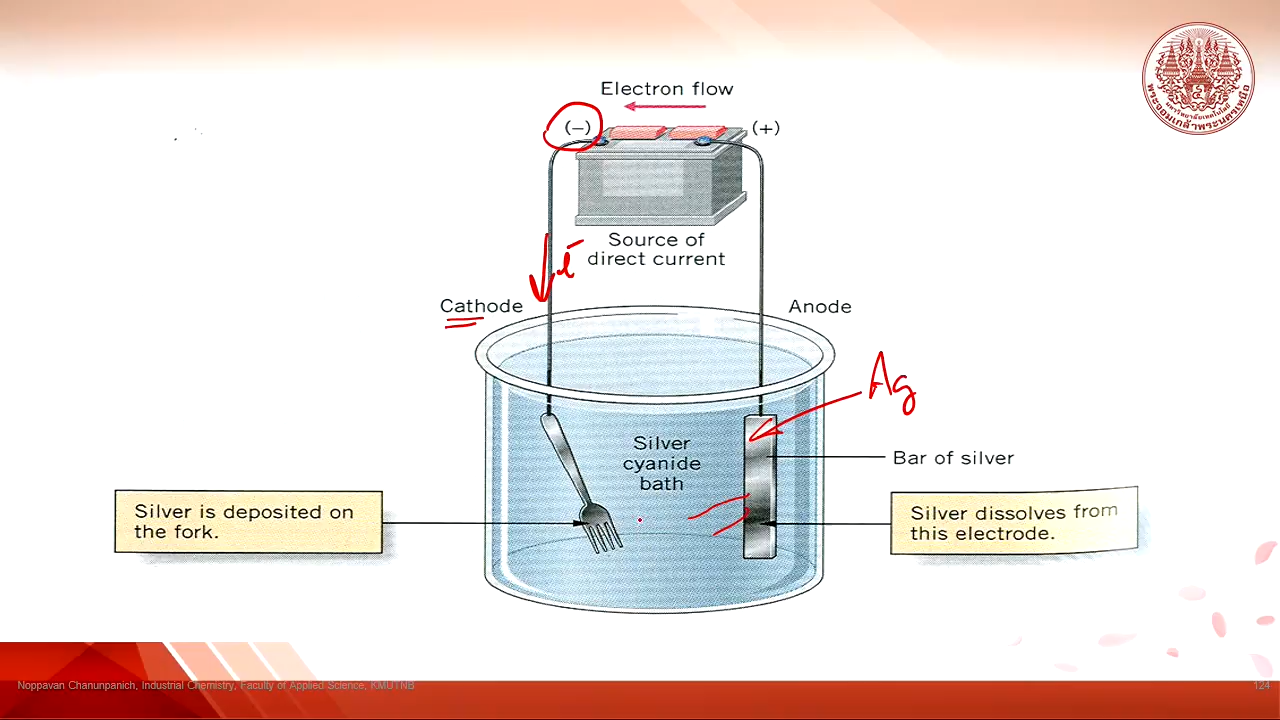 Electron flow
(−)
(+)
Source of
direct current
e-
Cathode
Anode
Ag
Silver
cyanide
bath
Bar of silver
Silver is deposited on
the fork.
Silver dissolves from
this electrode.
Noppavan Chanunpanich, Industrial Chemistry, Faculty of Applied Science, KMUTNB
124